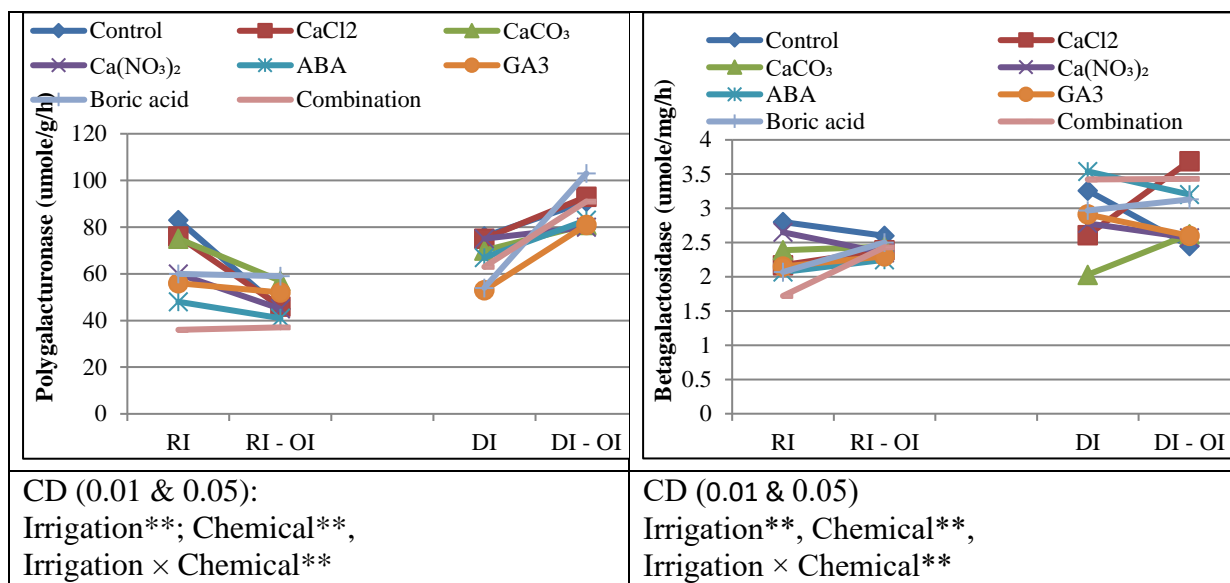 Control CaCl2 CaCO₃
Ca(NO₃)₂ ABA GA3
Boric acid Combination
Polygalacturonase (umole/g/h)
120
100
80
60
40
20
0
RI RI - OI DI DI - OI
Control CaCl2
CaCO₃ Ca(NO₃)₂
ABA GA3
Boric acid Combination
Betagalactosidase (umole/mg/h)
4
3.5
3
2.5
2
1.5
1
0.5
0
RI RI - OI DI DI - OI
CD (0.01 & 0.05):
Irrigation**; Chemical**,
Irrigation × Chemical**
CD (0.01 & 0.05)
Irrigation**, Chemical**,
Irrigation × Chemical**